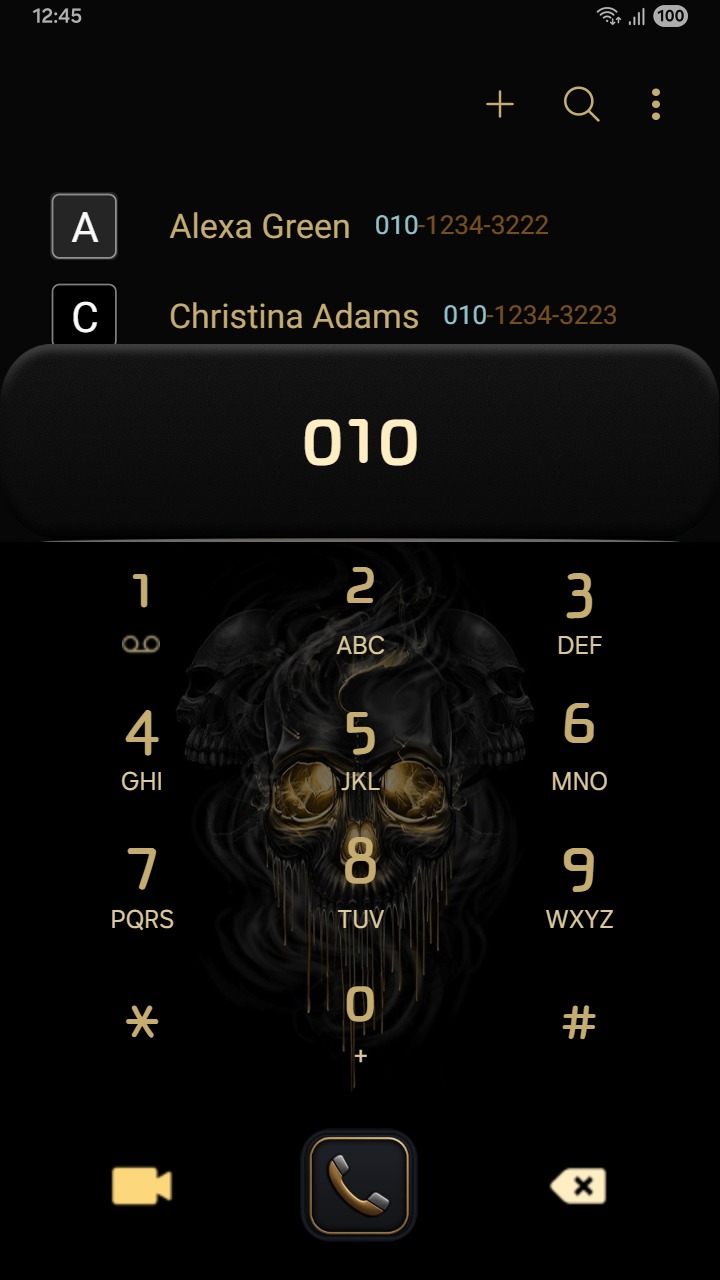 12:45 100
A Alexa Green 010-1234-3222
C Christina Adams 010-1234-3223
010
1 2 3
ABC DEF
4 5 6
GHI JKL MNO
7 8 9
PQRS TUV WXYZ
* 0 #
+